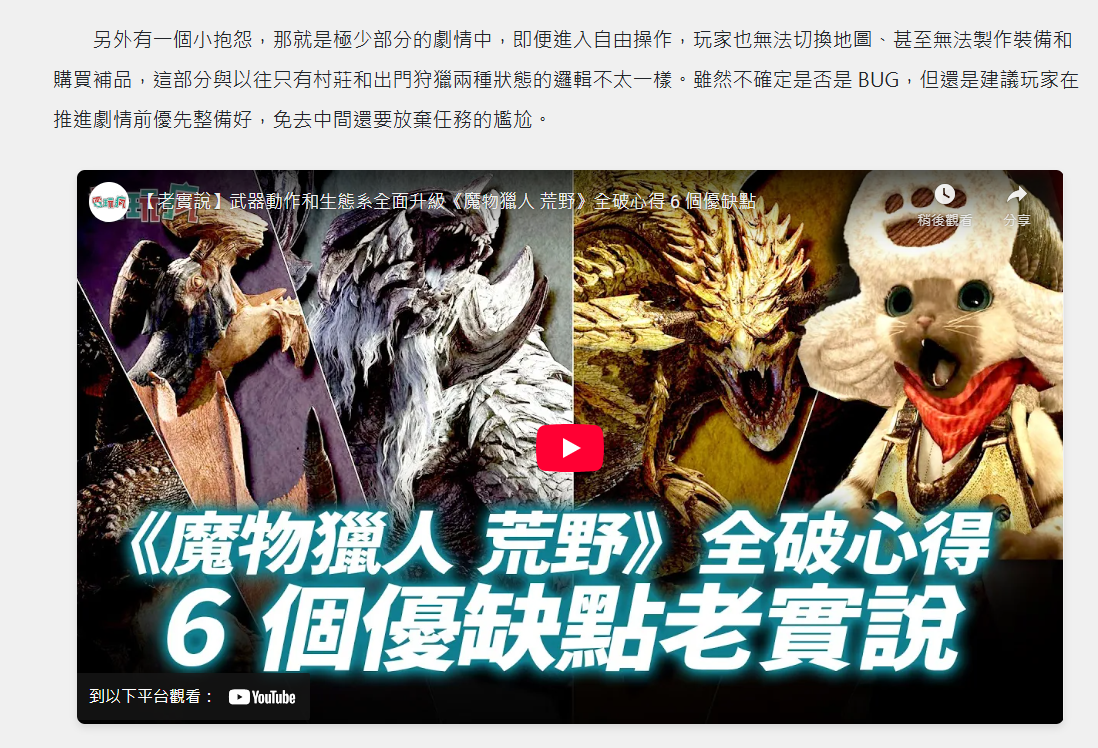 另外有一個小抱怨，那就是極少部分的劇情中，即便進入自由操作，玩家也無法切換地圖、甚至無法製作裝備和
購買補品，這部分與以往只有村莊和出門狩獵兩種狀態的邏輯不太一樣。雖然不確定是否是 BUG，但還是建議玩家在
推進劇情前優先整備好，免去中間還要放棄任務的尷尬。
【老實說】武器動作和生態系全面升級《魔物獵人 荒野》全破心得 6 個優缺點
稍後觀看
分享
《魔物獵人 荒野》全破心得
6 個優缺點老實說
到以下平台觀看：
YouTube